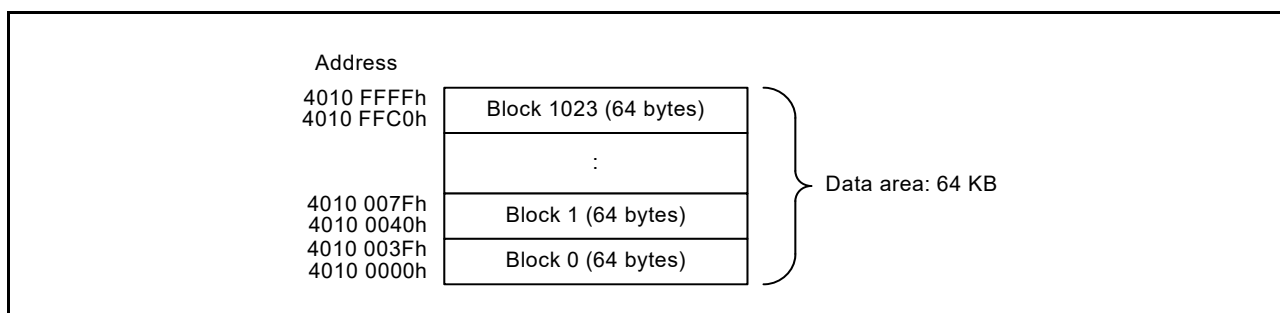 Address
4010 FFFFh
4010 FFC0h
Block 1023 (64 bytes)
:
Data area: 64 KB
4010 007Fh
4010 0040h
Block 1 (64 bytes)
4010 003Fh
4010 0000h
Block 0 (64 bytes)